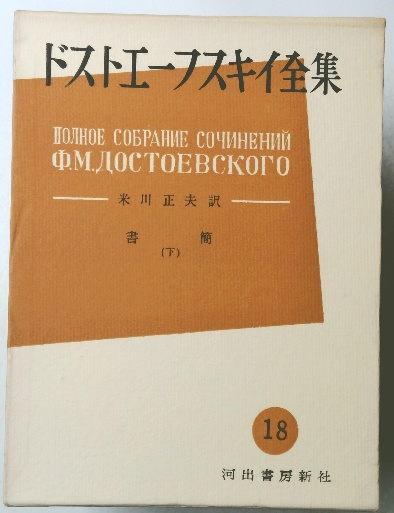 ドストエーフスキイ全集
ПОЛНОЕ СОБРАНИЕ СОЧИНЕНИЙ
Ф.М.ДОСТОЕВСКОГО
米川正夫訳
書簡
(下)
18
河出書房新社